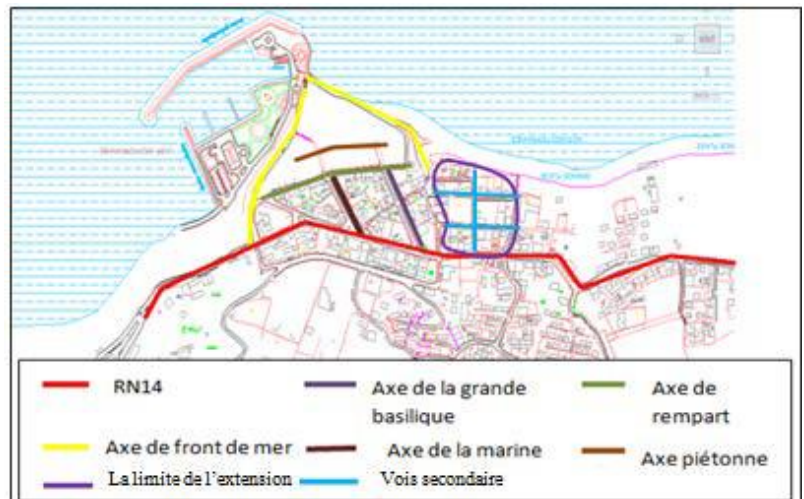 RN14
Axe de la grande
basilique
Axe de
rempart
Axe de front de mer
Axe de la marine
Axe piétonne
La limite de l'extension
Vois secondaire